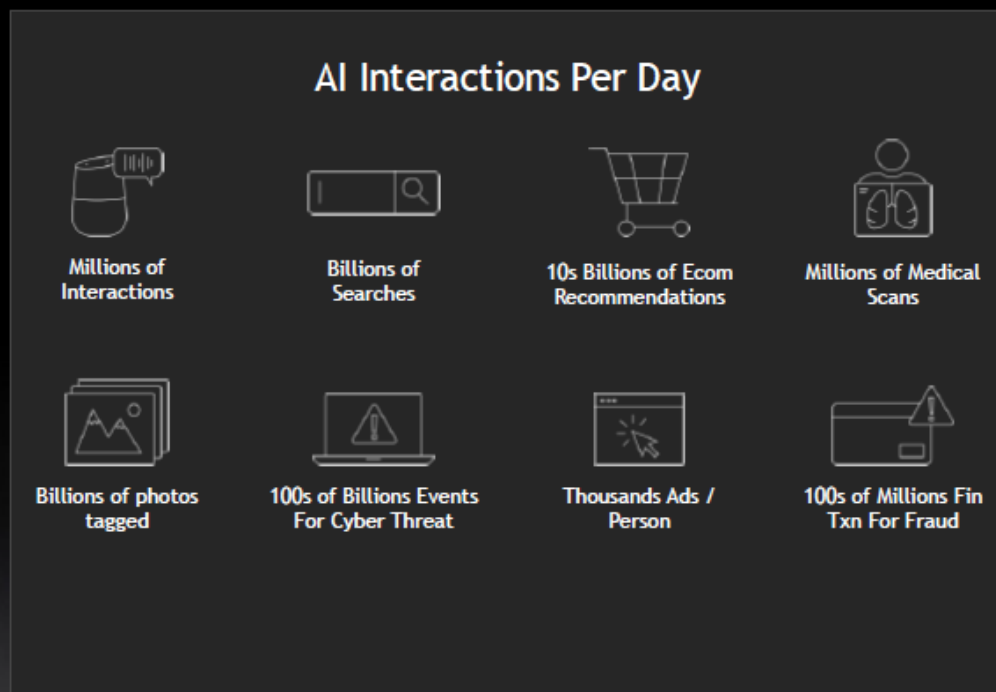 AI Interactions Per Day
Millions of
Interactions
Billions of
Searches
10s Billions of Ecom
Recommendations
Millions of Medical
Scans
Billions of photos
tagged
100s of Billions Events
For Cyber Threat
Thousands Ads /
Person
100s of Millions Fin
Txn For Fraud